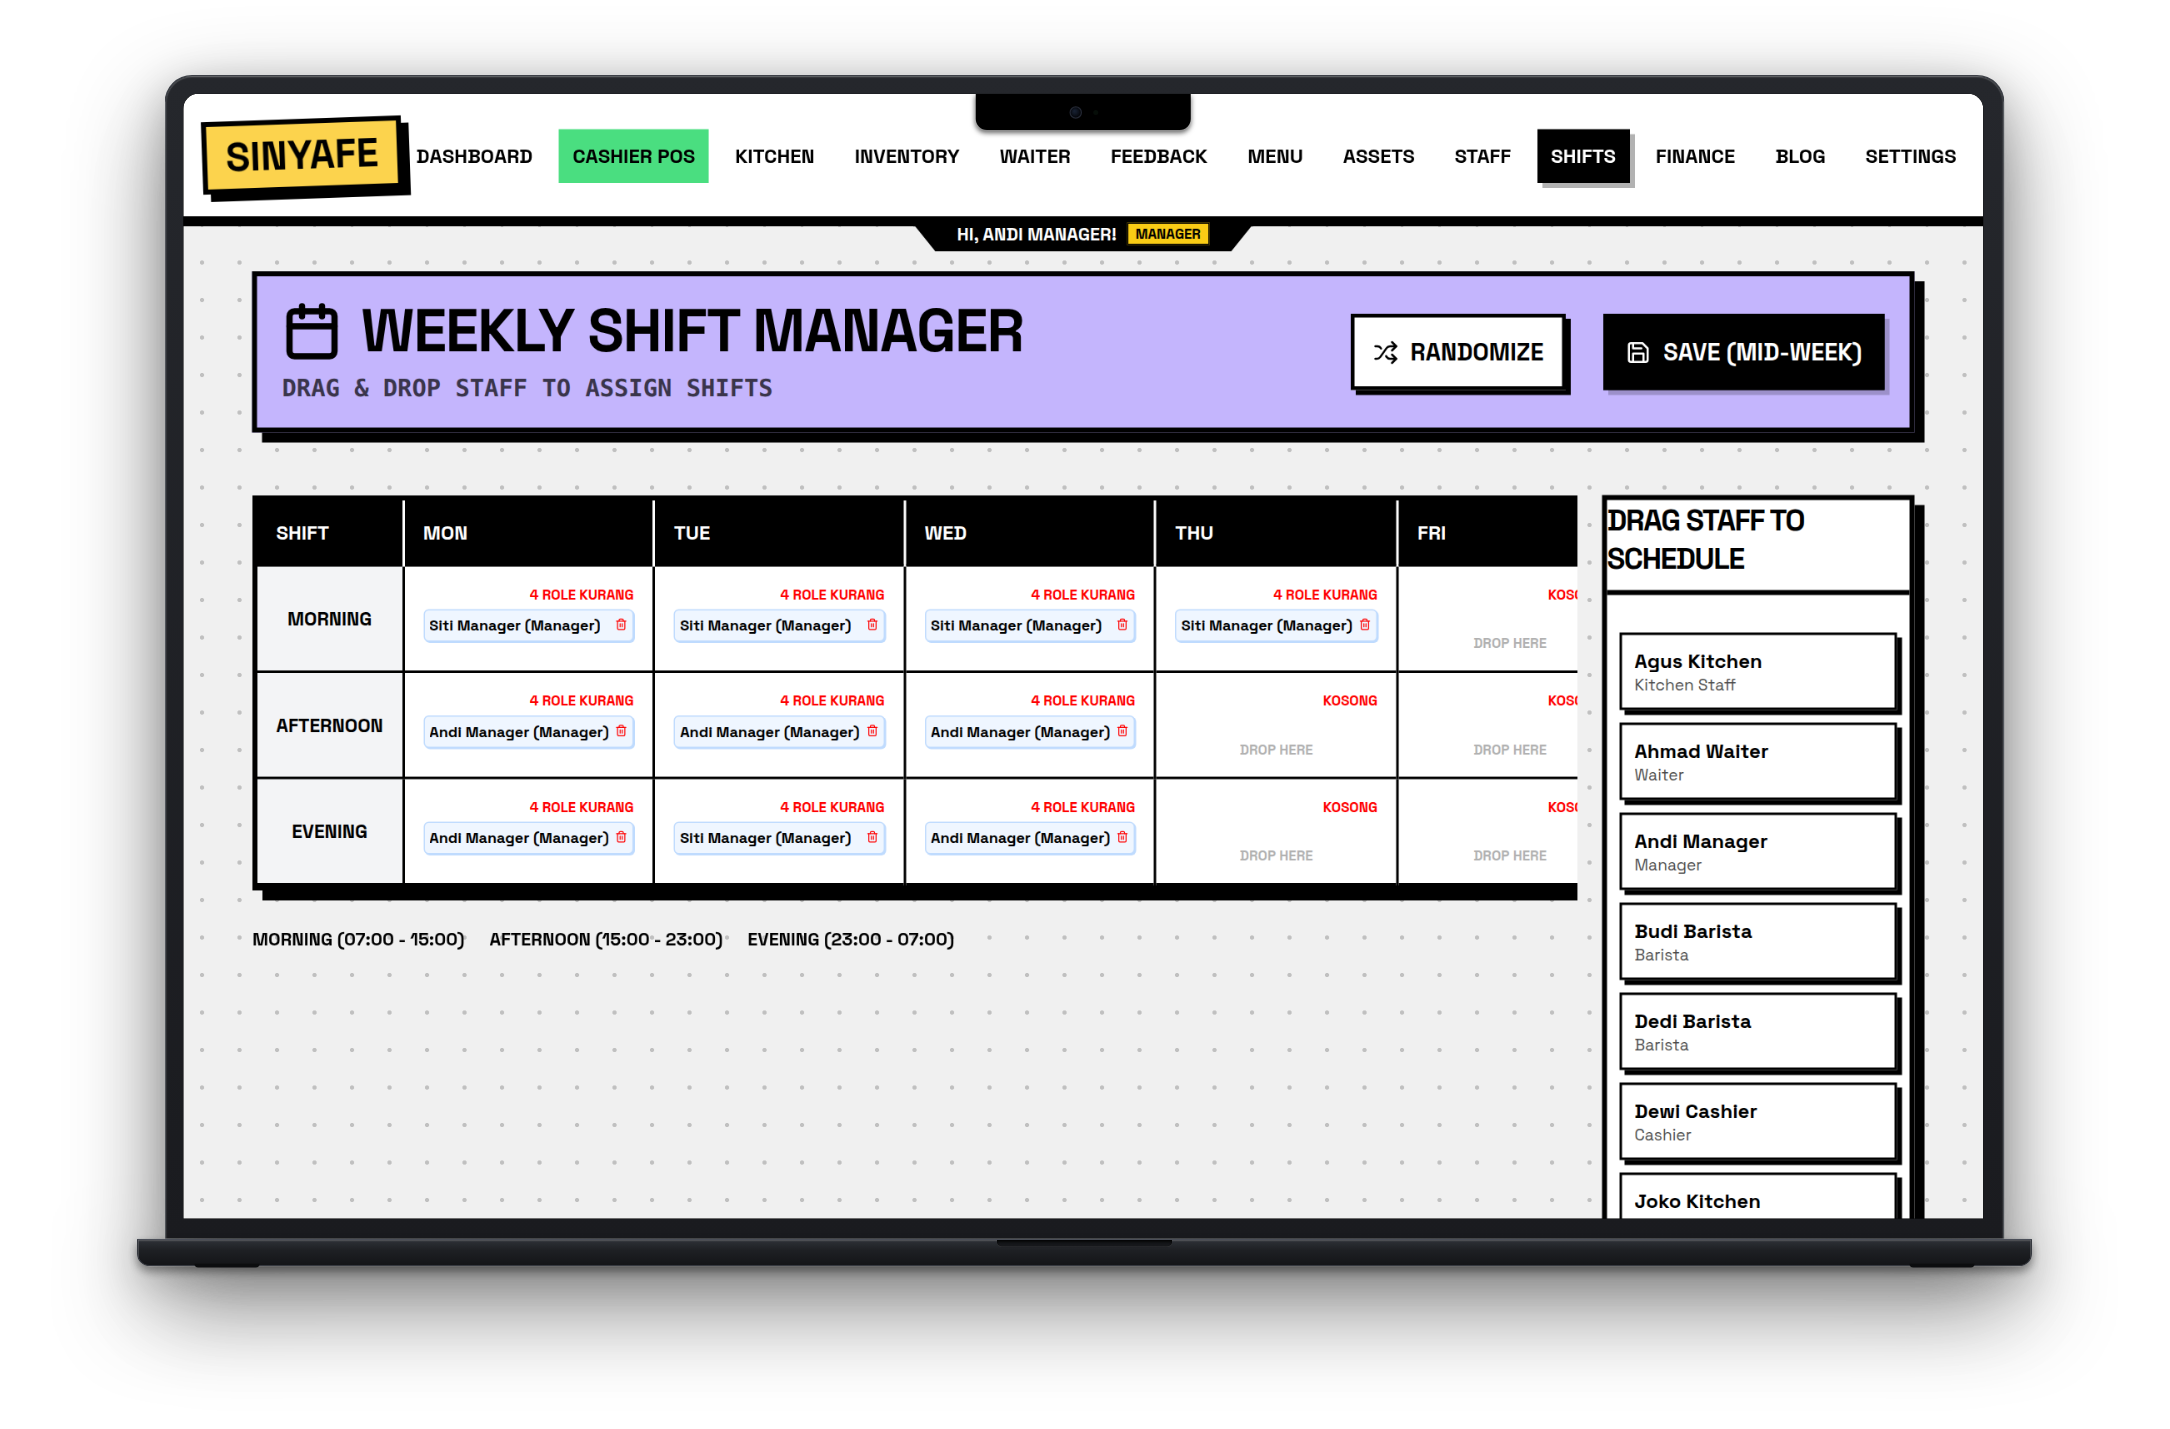 SINYAFE
DASHBOARD CASHIER POS KITCHEN INVENTORY WAITER FEEDBACK MENU ASSETS STAFF SHIFTS FINANCE BLOG SETTINGS
HI, ANDI MANAGER! MANAGER
WEEKLY SHIFT MANAGER
DRAG & DROP STAFF TO ASSIGN SHIFTS
RANDOMIZE
SAVE (MID-WEEK)
SHIFT MON TUE WED THU FRI
4 ROLE KURANG 4 ROLE KURANG 4 ROLE KURANG 4 ROLE KURANG
MORNING Siti Manager (Manager) Siti Manager (Manager) Siti Manager (Manager) Siti Manager (Manager)
DROP HERE
4 ROLE KURANG 4 ROLE KURANG 4 ROLE KURANG KOSONG
AFTERNOON Andi Manager (Manager) Andi Manager (Manager) Andi Manager (Manager)
DROP HERE DROP HERE
4 ROLE KURANG 4 ROLE KURANG 4 ROLE KURANG KOSONG
EVENING Andi Manager (Manager) Siti Manager (Manager) Andi Manager (Manager)
DROP HERE DROP HERE
MORNING (07:00 - 15:00) AFTERNOON (15:00 - 23:00) EVENING (23:00 - 07:00)
DRAG STAFF TO
SCHEDULE
Agus Kitchen
Kitchen Staff
Ahmad Waiter
Waiter
Andi Manager
Manager
Budi Barista
Barista
Dedi Barista
Barista
Dewi Cashier
Cashier
Joko Kitchen